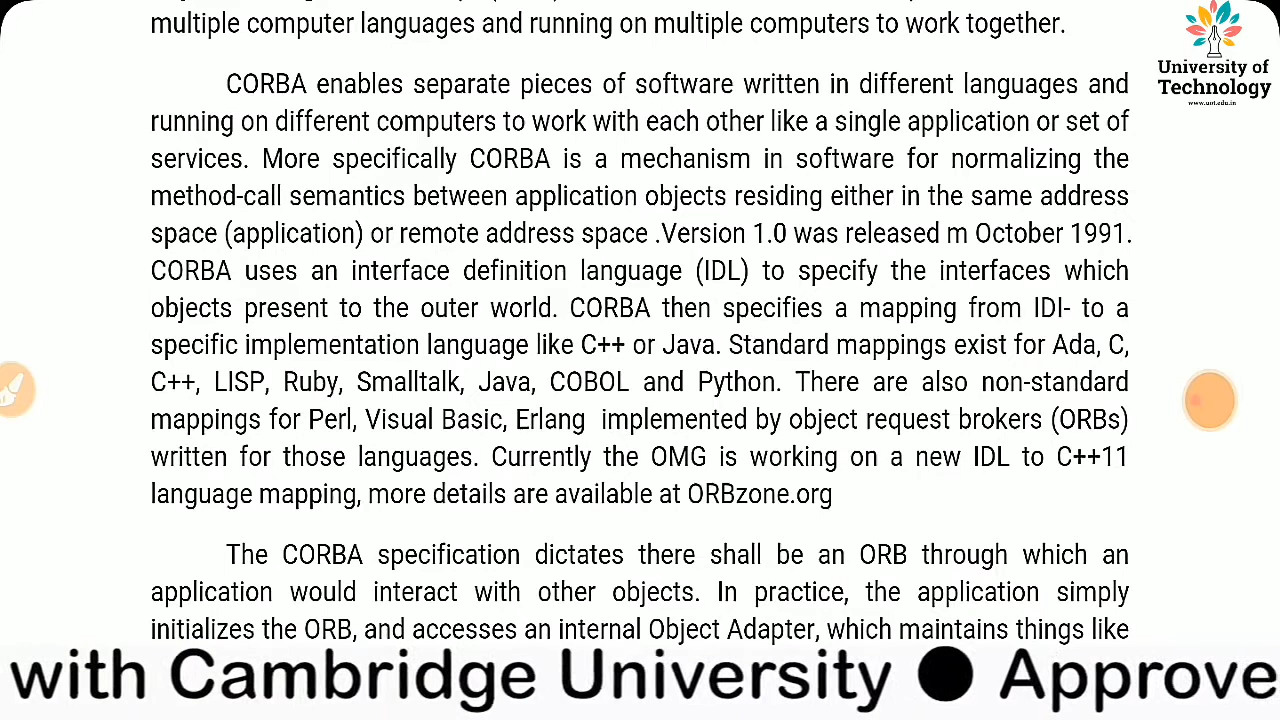 multiple computer languages and running on multiple computers to work together.
University of
Technology
www.uot.edu.in
CORBA enables separate pieces of software written in different languages and
running on different computers to work with each other like a single application or set of
services. More specifically CORBA is a mechanism in software for normalizing the
method-call semantics between application objects residing either in the same address
space (application) or remote address space .Version 1.0 was released m October 1991.
CORBA uses an interface definition language (IDL) to specify the interfaces which
objects present to the outer world. CORBA then specifies a mapping from IDI- to a
specific implementation language like C++ or Java. Standard mappings exist for Ada, C,
C++, LISP, Ruby, Smalltalk, Java, COBOL and Python. There are also non-standard
mappings for Perl, Visual Basic, Erlang implemented by object request brokers (ORBs)
written for those languages. Currently the OMG is working on a new IDL to C++11
language mapping, more details are available at ORBzone.org
The CORBA specification dictates there shall be an ORB through which an
application would interact with other objects. In practice, the application simply
initializes the ORB, and accesses an internal Object Adapter, which maintains things like
with Cambridge University ● Approve